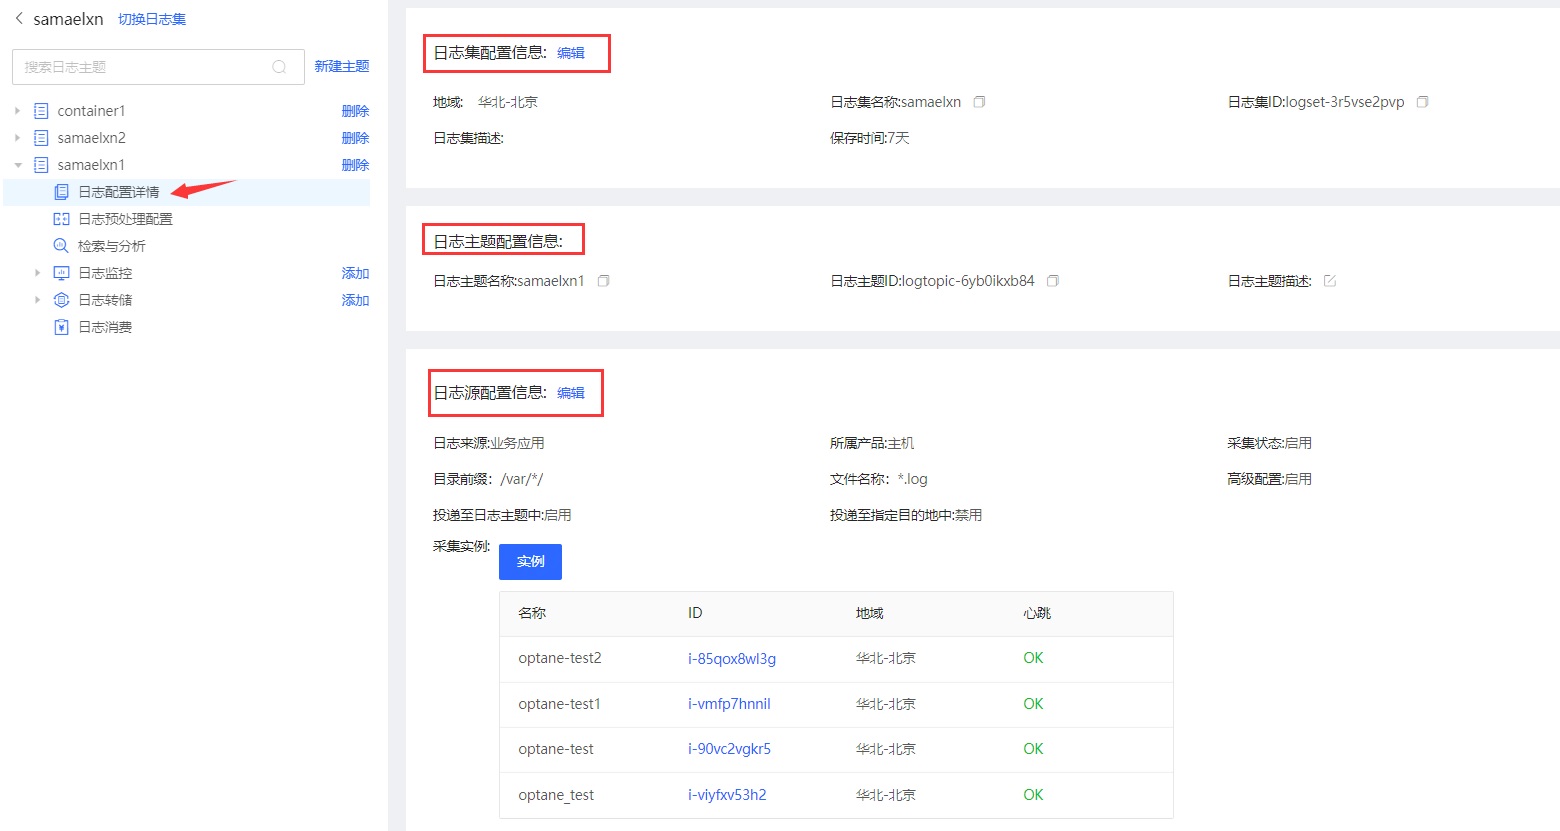 samaelxn 切换日志集
搜索日志主题 新建主题
container1 删除
samaelxn2 删除
samaelxn1 删除
日志配置详情
日志预处理配置
检索与分析
日志监控 添加
日志转储 添加
日志消费
日志集配置信息: 编辑
地域: 华北-北京 日志集名称:samaelxn 日志集ID:logset-3r5vse2pvp
日志集描述: 保存时间:7天
日志主题配置信息:
日志主题名称:samaelxn1 日志主题ID:logtopic-6yb0ikxb84 日志主题描述:
日志源配置信息: 编辑
日志来源:业务应用 所属产品:主机 采集状态:启用
目录前缀: /var/*/ 文件名称: *.log 高级配置:启用
投递至日志主题中:启用 投递至指定目的地中:禁用
采集实例: 实例
名称 ID 地域 心跳
optane-test2 i-85qox8wl3g 华北-北京 OK
optane-test1 i-vmfp7hnnil 华北-北京 OK
optane-test i-90vc2vgkr5 华北-北京 OK
optane_test i-viyfxv53h2 华北-北京 OK